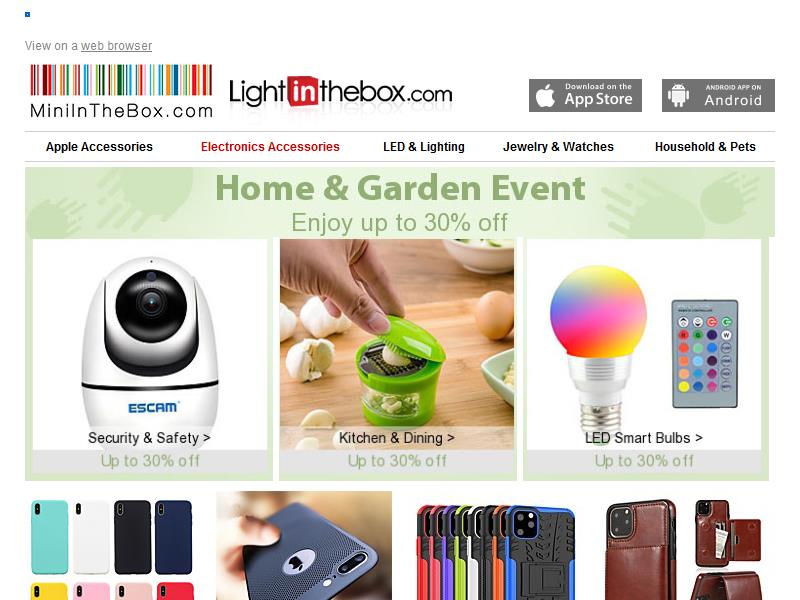 View on a web browser
MiniInTheBox.com
Lightinthebox.com
Download on the
App Store
ANDROID APP ON
Android
Apple Accessories
Electronics Accessories
LED & Lighting
Jewelry & Watches
Household & Pets
Home & Garden Event
Enjoy up to 30% off
ESCAM
Security & Safety >
Up to 30% off
Kitchen & Dining >
Up to 30% off
LED Smart Bulbs >
Up to 30% off